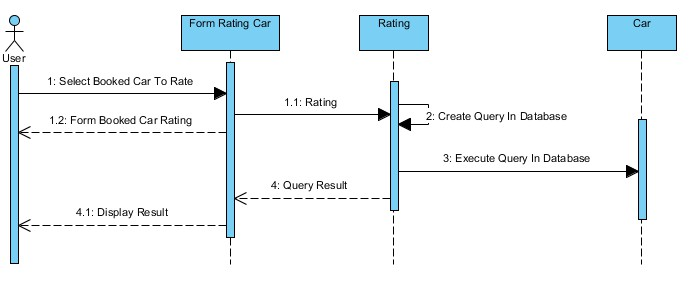 Form Rating Car
Rating
Car
User
1: Select Booked Car To Rate
1.1: Rating
2: Create Query In Database
1.2: Form Booked Car Rating
3: Execute Query In Database
4: Query Result
4.1: Display Result